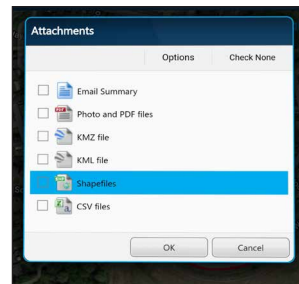 Attachments
Options Check None
Email Summary
Photo and PDF files
KMZ file
KML file
Shapefiles
CSV files
OK Cancel